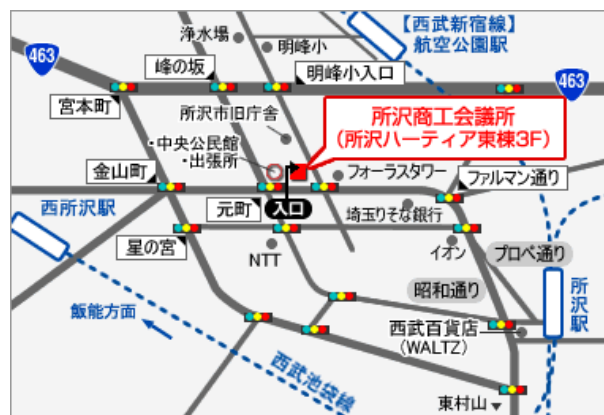 浄水場
明峰小
【西武新宿線】
航空公園駅
463
峰の坂
明峰小入口
463
宮本町
所沢市旧庁舎
所沢商工会議所
(所沢ハーティア東棟3F)
・中央公民館
・出張所
金山町
フォーラスタワー
ファルマン通り
西所沢駅
元町
入口
埼玉りそな銀行
星の宮
NTT
イオン
プロペ通り
昭和通り
所沢駅
飯能方面
西武百貨店
(WALTZ)
西武池袋線
東村山